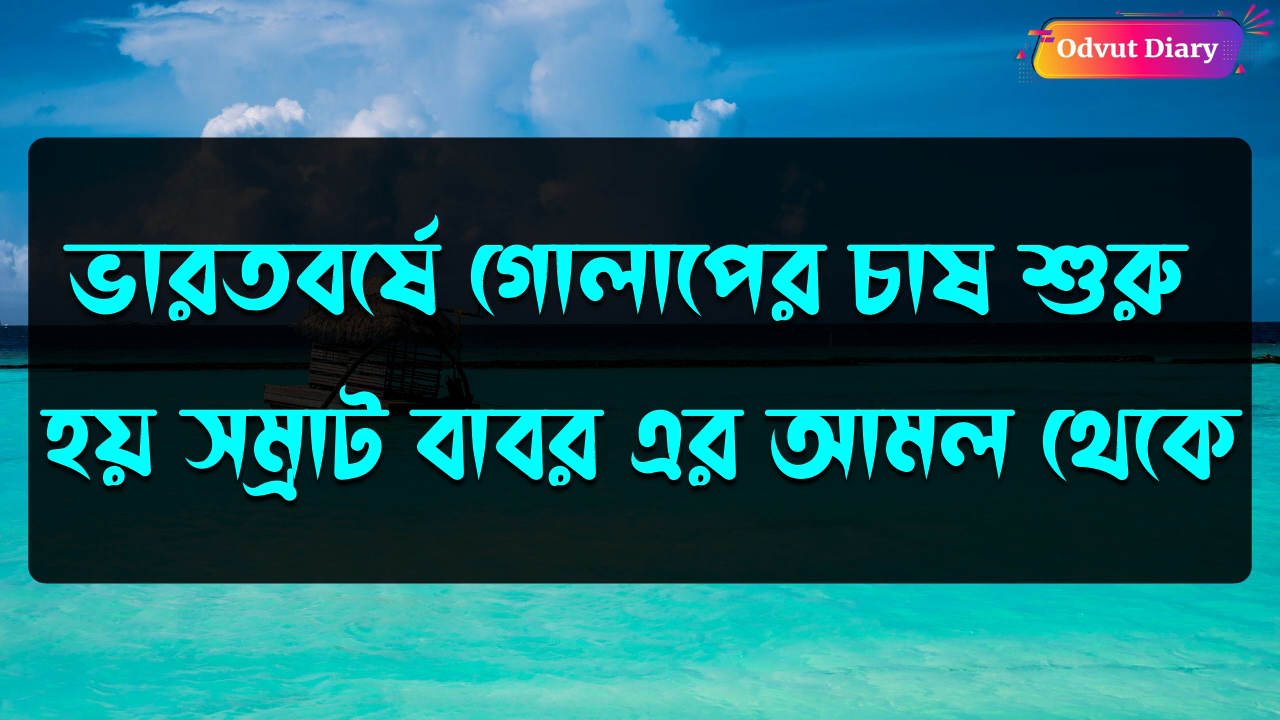 Odvut Diary
ভারতবর্ষে গোলাপের চাষ শুরু
হয় সম্রাট বাবর এর আমল থেকে